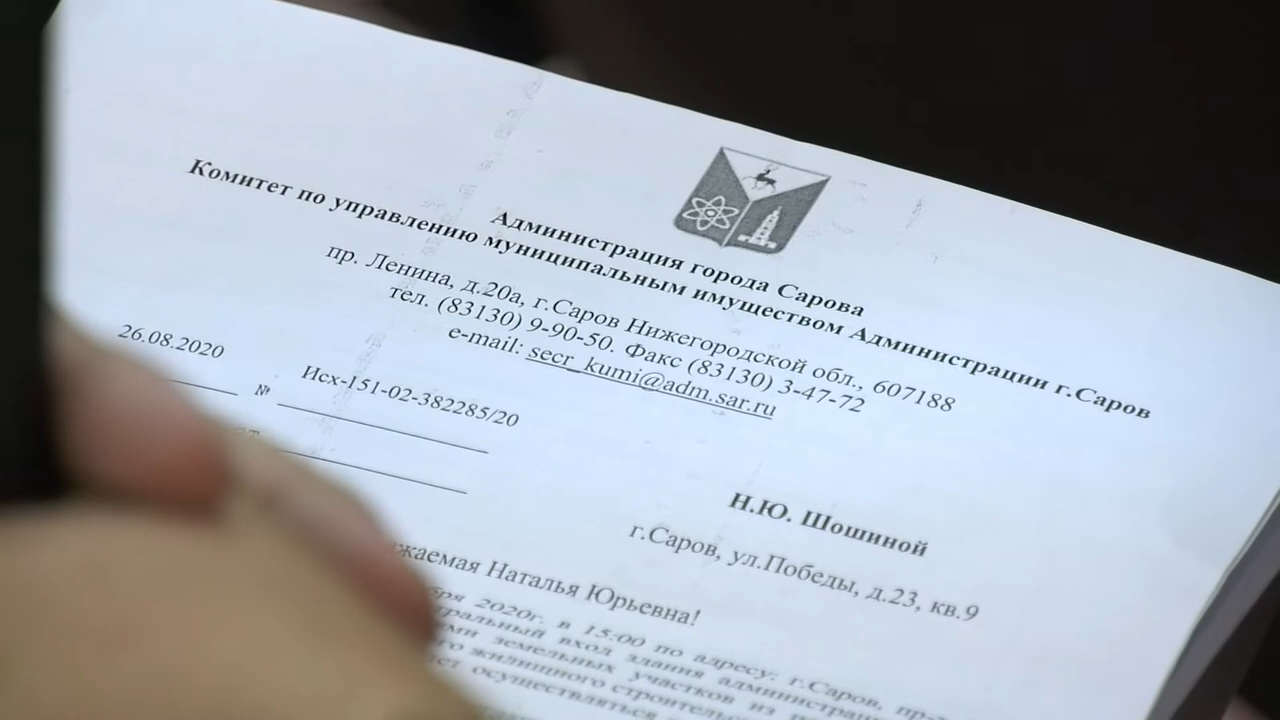 Администрация города Сарова
Комитет по управлению муниципальным имуществом Администрации г.Саров
пр. Ленина, д.20а, г.Саров Нижегородской обл., 607188
тел. (83130) 9-90-50. Факс (83130) 3-47-72
e-mail: secr_kumi@adm.sar.ru
26.08.2020 № Исх-151-02-382285/20
Н.Ю. Шошиной
г.Саров, ул.Победы, д.23, кв.9
Наталья Юрьевна!
2020г. в 15:00 по адресу: г.Саров,
вход здания
земельных участков из
жилищного
осуществляться